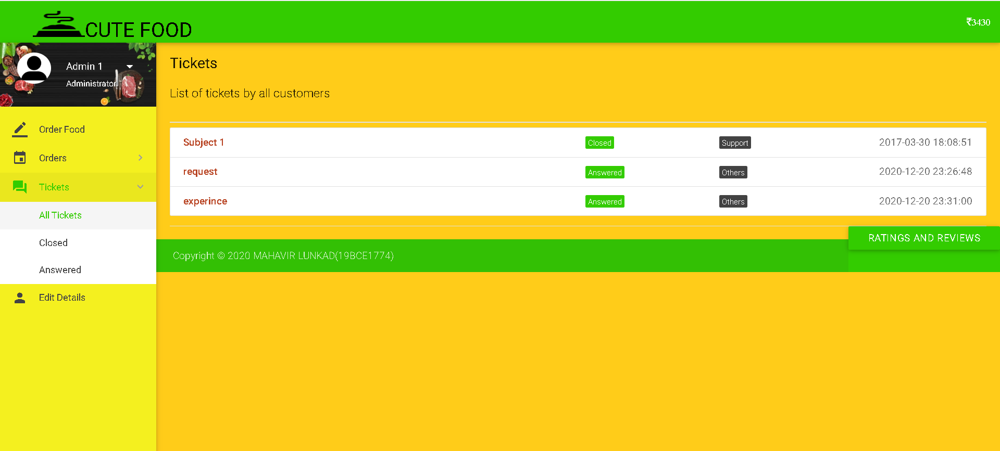 CUTE FOOD
₹3430
Admin 1
Administrator
Order Food
Orders
Tickets
All Tickets
Closed
Answered
Edit Details
Tickets
List of tickets by all customers
Subject 1 Closed Support 2017-03-30 18:08:51
request Answered Others 2020-12-20 23:26:48
experince Answered Others 2020-12-20 23:31:00
RATINGS AND REVIEWS
Copyright © 2020 MAHAVIR LUNKAD(19BCE1774)